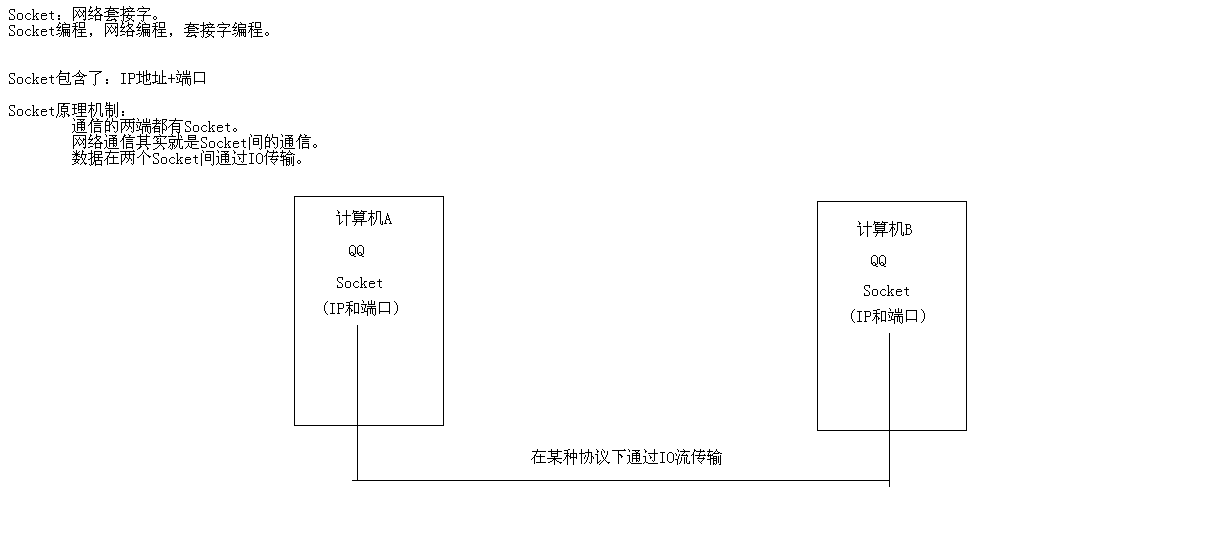 Socket：网络套接字。
Socket编程，网络编程，套接字编程。
Socket包含了：IP地址+端口
Socket原理机制：
通信的两端都有Socket。
网络通信其实就是Socket间的通信。
数据在两个Socket间通过IO传输。
计算机A
QQ
Socket
（IP和端口）
计算机B
QQ
Socket
（IP和端口）
在某种协议下通过IO流传输